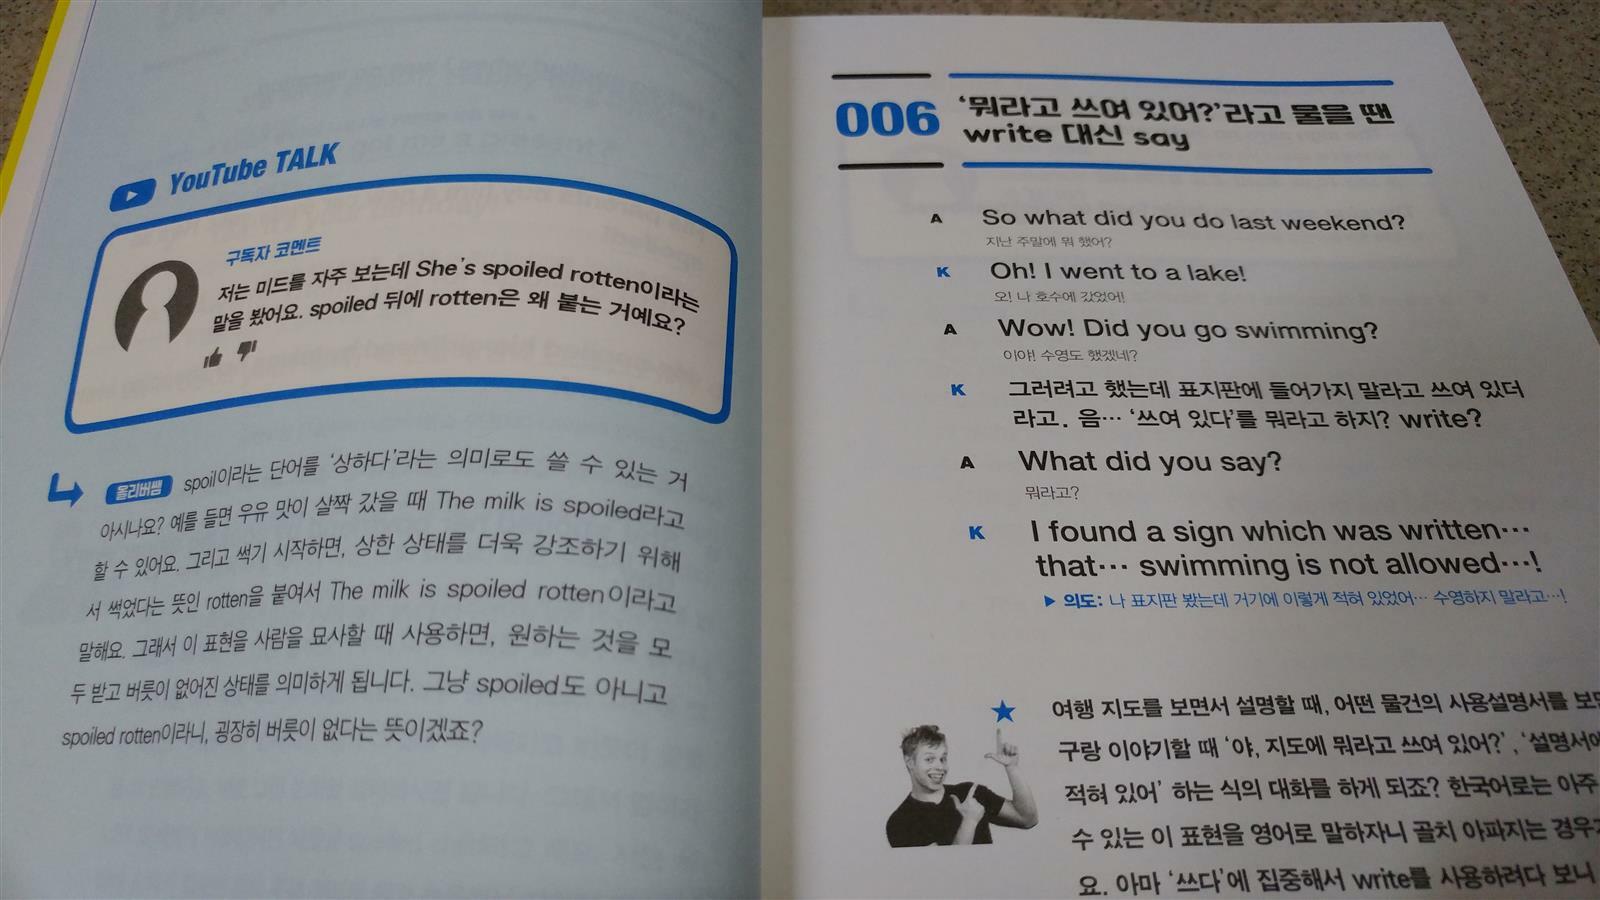 YouTube TALK
구독자 코멘트
저는 미드를 자주 보는데 She's spoiled rotten이라는
말을 봤어요. spoiled 뒤에 rotten은 왜 붙는 거예요?
올리버쌤 spoil이라는 단어를 '상하다'라는 의미로도 쓸 수 있는 거
아시나요? 예를 들면 우유 맛이 살짝 갔을 때 The milk is spoiled라고
할 수 있어요. 그리고 썩기 시작하면, 상한 상태를 더욱 강조하기 위해
서 썩었다는 뜻인 rotten을 붙여서 The milk is spoiled rotten이라고
말해요. 그래서 이 표현을 사람을 묘사할 때 사용하면, 원하는 것을 모
두 받고 버릇이 없어진 상태를 의미하게 됩니다. 그냥 spoiled도 아니고
spoiled rotten이라니, 굉장히 버릇이 없다는 뜻이겠죠?
006 '뭐라고 쓰여 있어?'라고 물을 땐
write 대신 say
A So what did you do last weekend?
지난 주말에 뭐 했어?
K Oh! I went to a lake!
오! 나 호수에 갔었어!
A Wow! Did you go swimming?
이야! 수영도 했겠네?
K 그러려고 했는데 표지판에 들어가지 말라고 쓰여 있더
라고. 음… '쓰여 있다'를 뭐라고 하지? write?
A What did you say?
뭐라고?
K I found a sign which was written…
that… swimming is not allowed…!
▶ 의도: 나 표지판 봤는데 거기에 이렇게 적혀 있었어… 수영하지 말라고…!
여행 지도를 보면서 설명할 때, 어떤 물건의 사용설명서를 보면
구랑 이야기할 때 '야, 지도에 뭐라고 쓰여 있어?', '설명서에
적혀 있어' 하는 식의 대화를 하게 되죠? 한국어로는 아주
수 있는 이 표현을 영어로 말하자니 골치 아파지는 경우가
요. 아마 '쓰다'에 집중해서 write를 사용하려다 보니